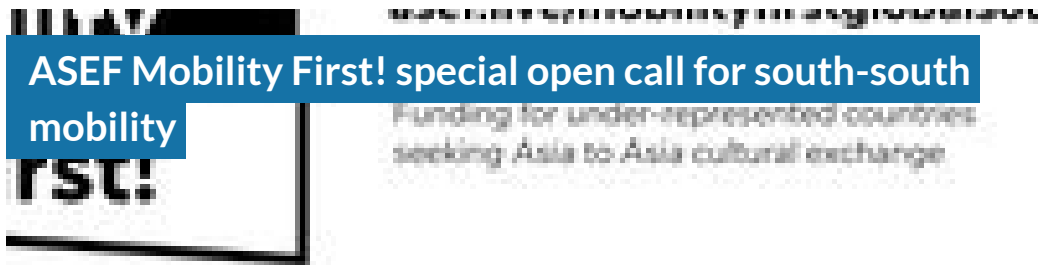 ASEF Mobility First! special open call for south-south
mobility
Funding for under-represented countries
seeking Asia to Asia cultural exchange
rst!